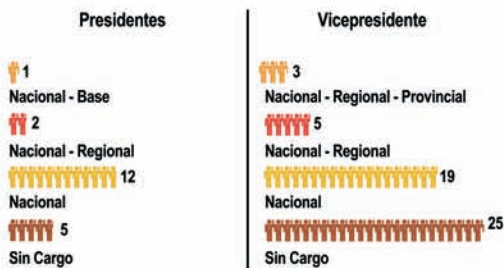 Presidentes
1
Nacional - Base
2
Nacional - Regional
12
Nacional
5
Sin Cargo
Vicepresidente
3
Nacional - Regional - Provincial
5
Nacional - Regional
19
Nacional
25
Sin Cargo